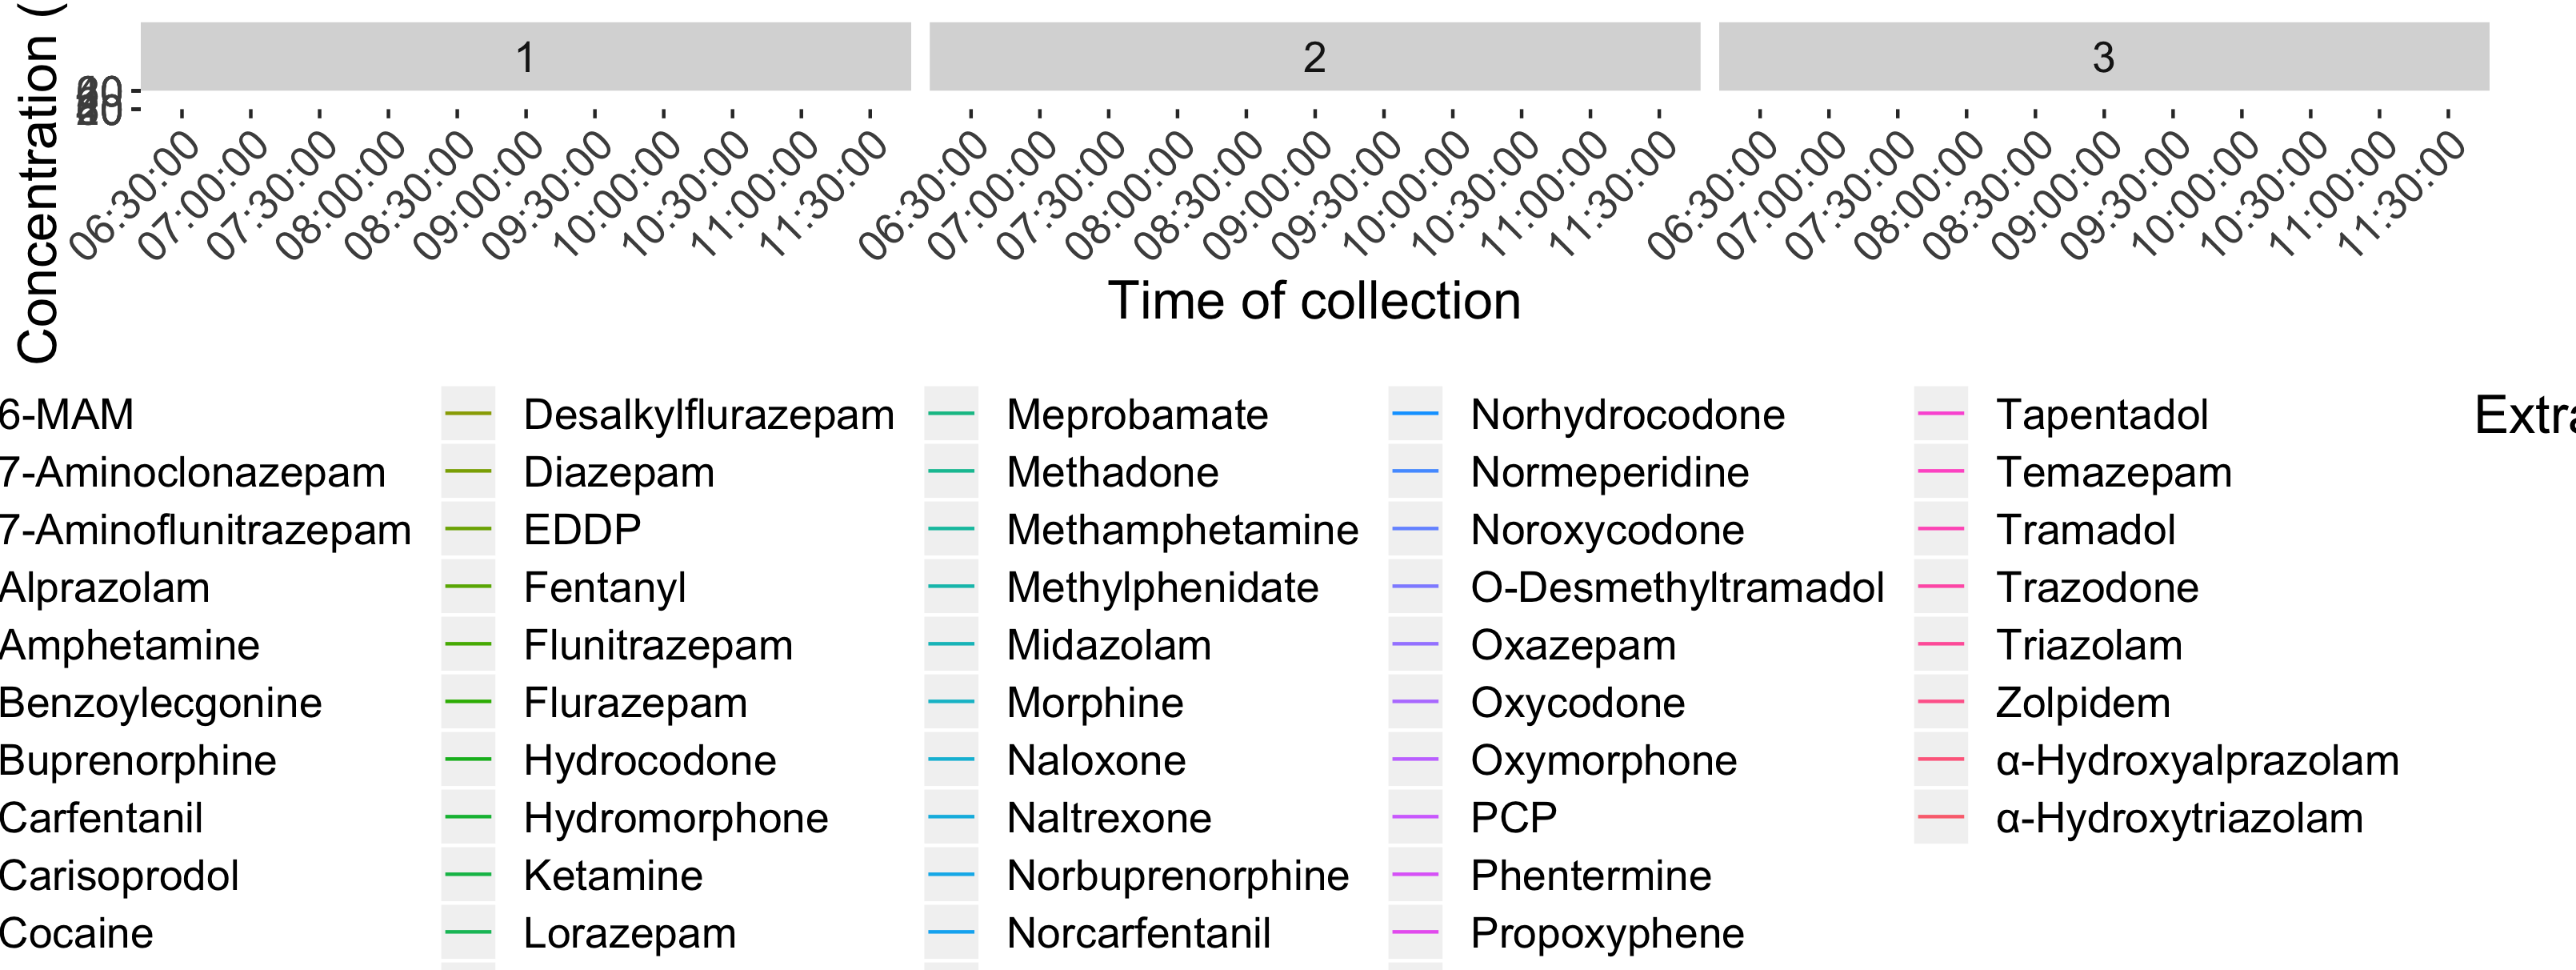 Concentration (
1 2 3
06:30:00 07:00:00 07:30:00 08:00:00 08:30:00 09:00:00 09:30:00 10:00:00 10:30:00 11:00:00 11:30:00 06:30:00 07:00:00 07:30:00 08:00:00 08:30:00 09:00:00 09:30:00 10:00:00 10:30:00 11:00:00 11:30:00 06:30:00 07:00:00 07:30:00 08:00:00 08:30:00 09:00:00 09:30:00 10:00:00 10:30:00 11:00:00 11:30:00
Time of collection
6-MAM Desalkylflurazepam Meprobamate Norhydrocodone Tapentadol Extra
7-Aminoclonazepam Diazepam Methadone Normeperidine Temazepam
7-Aminoflunitrazepam EDDP Methamphetamine Noroxycodone Tramadol
Alprazolam Fentanyl Methylphenidate O-Desmethyltramadol Trazodone
Amphetamine Flunitrazepam Midazolam Oxazepam Triazolam
Benzoylecgonine Flurazepam Morphine Oxycodone Zolpidem
Buprenorphine Hydrocodone Naloxone Oxymorphone α-Hydroxyalprazolam
Carfentanil Hydromorphone Naltrexone PCP α-Hydroxytriazolam
Carisoprodol Ketamine Norbuprenorphine Phentermine
Cocaine Lorazepam Norcarfentanil Propoxyphene